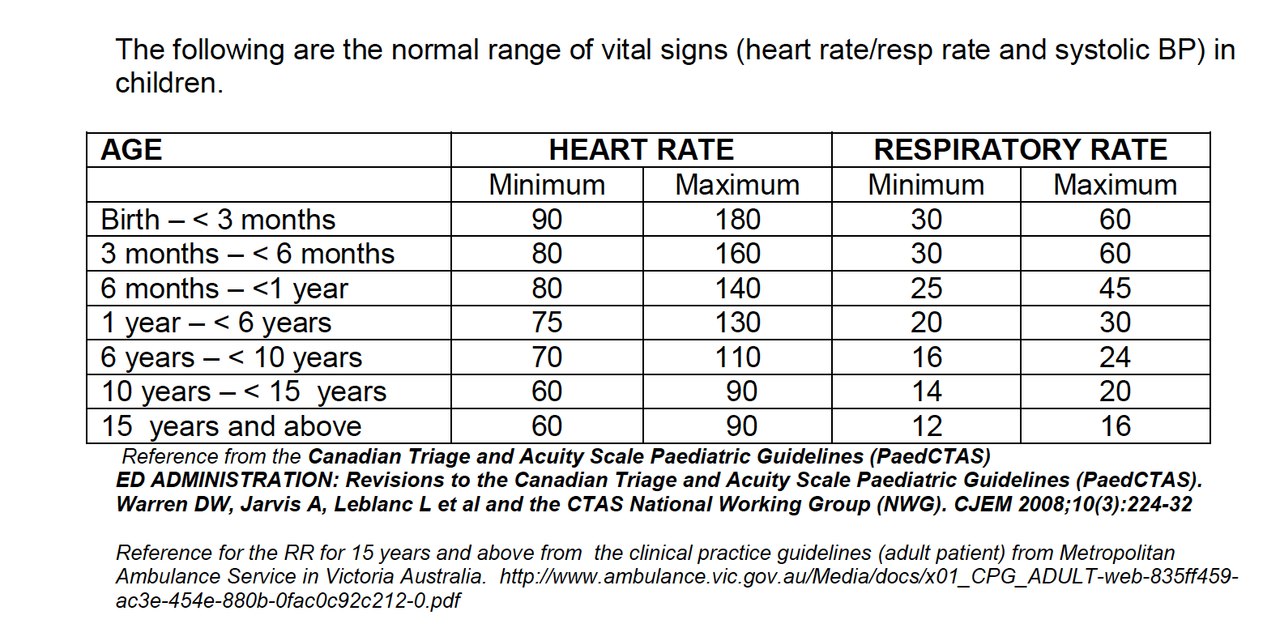 The following are the normal range of vital signs (heart rate/resp rate and systolic BP) in
children.
AGE HEART RATE RESPIRATORY RATE
Minimum Maximum Minimum Maximum
Birth – < 3 months 90 180 30 60
3 months – < 6 months 80 160 30 60
6 months – <1 year 80 140 25 45
1 year – < 6 years 75 130 20 30
6 years – < 10 years 70 110 16 24
10 years – < 15 years 60 90 14 20
15 years and above 60 90 12 16
Reference from the Canadian Triage and Acuity Scale Paediatric Guidelines (PaedCTAS)
ED ADMINISTRATION: Revisions to the Canadian Triage and Acuity Scale Paediatric Guidelines (PaedCTAS).
Warren DW, Jarvis A, Leblanc L et al and the CTAS National Working Group (NWG). CJEM 2008;10(3):224-32
Reference for the RR for 15 years and above from the clinical practice guidelines (adult patient) from Metropolitan
Ambulance Service in Victoria Australia. http://www.ambulance.vic.gov.au/Media/docs/x01_CPG_ADULT-web-835ff459-
ac3e-454e-880b-0fac0c92c212-0.pdf